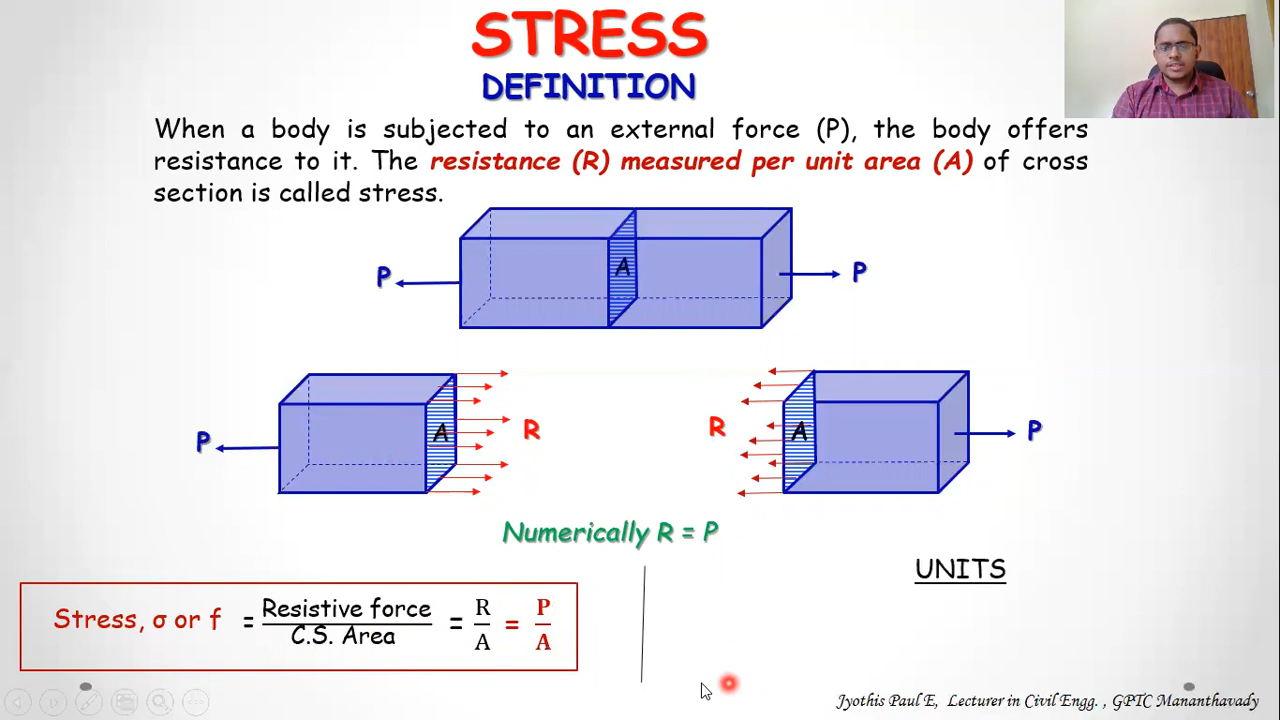 STRESS
DEFINITION
When a body is subjected to an external force (P), the body offers
resistance to it. The resistance (R) measured per unit area (A) of cross
section is called stress.
P A P
P A R R A P
Numerically R = P
UNITS
Stress, σ or f = Resistive force / C.S. Area = R / A = P / A
Jyothis Paul E, Lecturer in Civil Engg. , GPTC Mananthavady